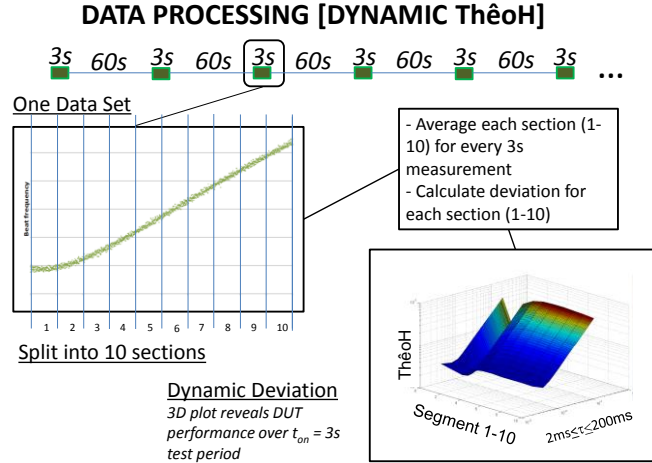 DATA PROCESSING [DYNAMIC ThêoH]
3s 60s 3s 60s 3s 60s 3s 60s 3s 60s 3s ...
One Data Set
Beat frequency
1 2 3 4 5 6 7 8 9 10
Split into 10 sections
- Average each section (1-
10) for every 3s
measurement
- Calculate deviation for
each section (1-10)
ThêoH
Segment 1-10
2ms≤τ≤200ms
Dynamic Deviation
3D plot reveals DUT
performance over t_on = 3s
test period